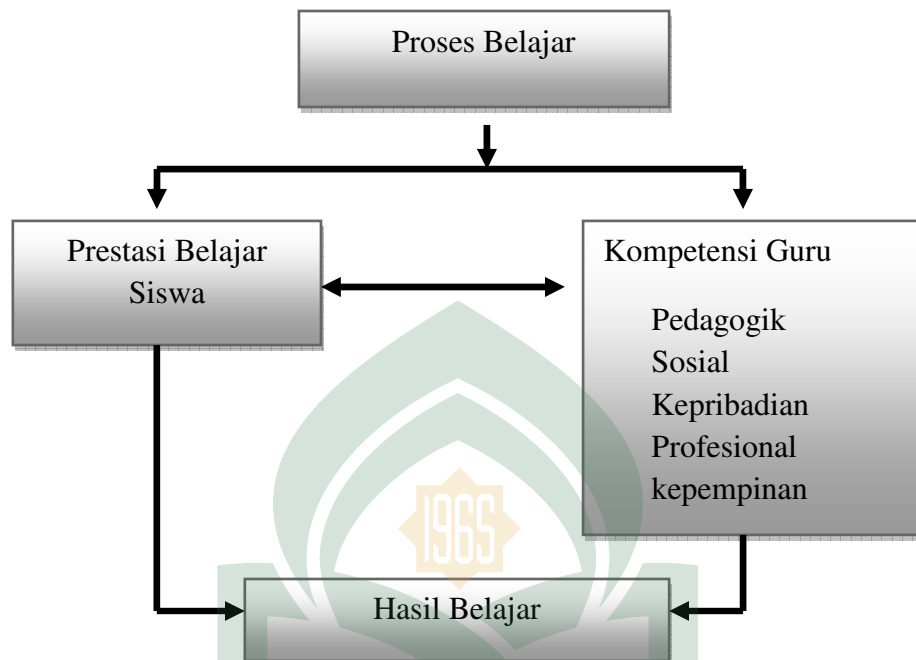 Proses Belajar
Prestasi Belajar
Siswa
Kompetensi Guru
Pedagogik
Sosial
Kepribadian
Profesional
kepempinan
1965
Hasil Belajar